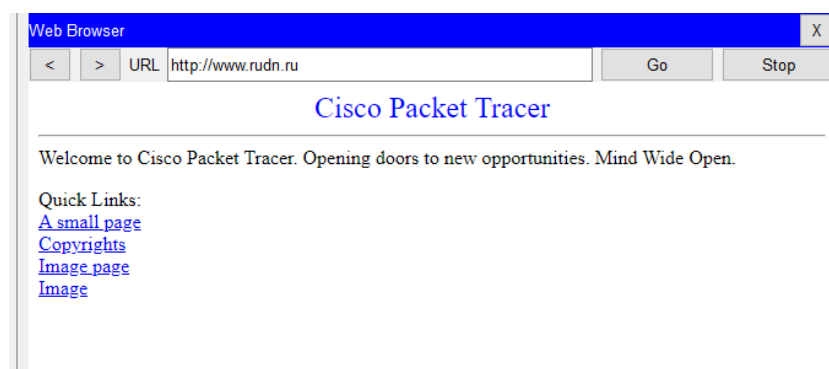 Web Browser X
< > URL http://www.rudn.ru Go Stop
Cisco Packet Tracer
Welcome to Cisco Packet Tracer. Opening doors to new opportunities. Mind Wide Open.
Quick Links:
A small page
Copyrights
Image page
Image